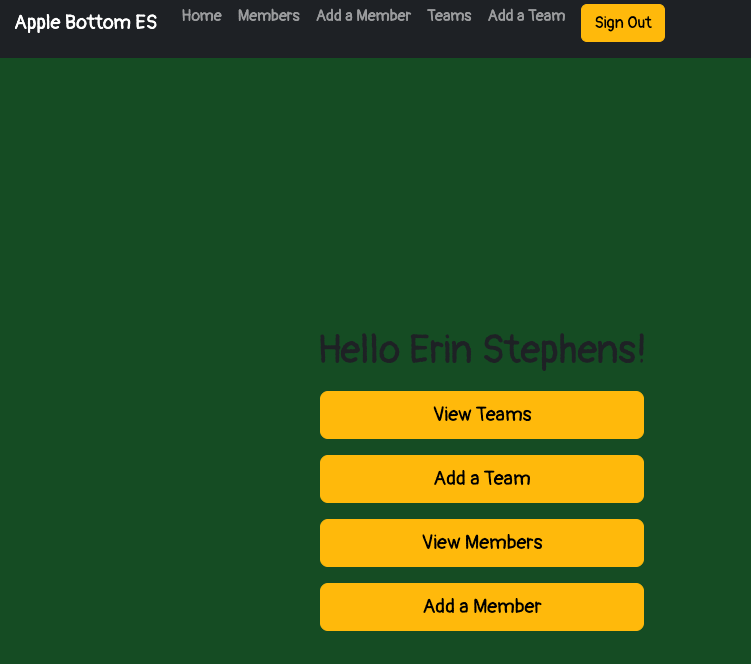 Apple Bottom ES Home Members Add a Member Teams Add a Team Sign Out
Hello Erin Stephens!
View Teams
Add a Team
View Members
Add a Member